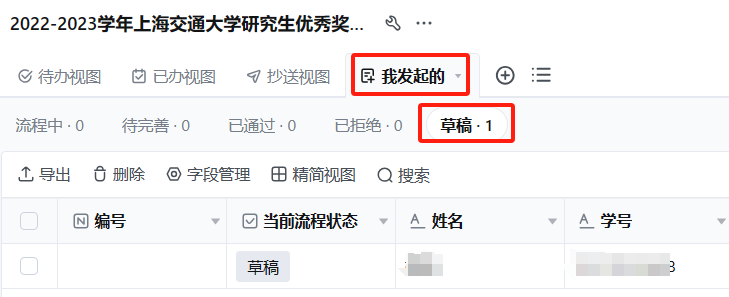 2022-2023学年上海交通大学研究生优秀奖...
待办视图 已办视图 抄送视图 我发起的
流程中 · 0 待完善 · 0 已通过 · 0 已拒绝 · 0 草稿 · 1
导出 删除 字段管理 精简视图 搜索
N 编号 当前流程状态 A 姓名 A 学号
草稿 8